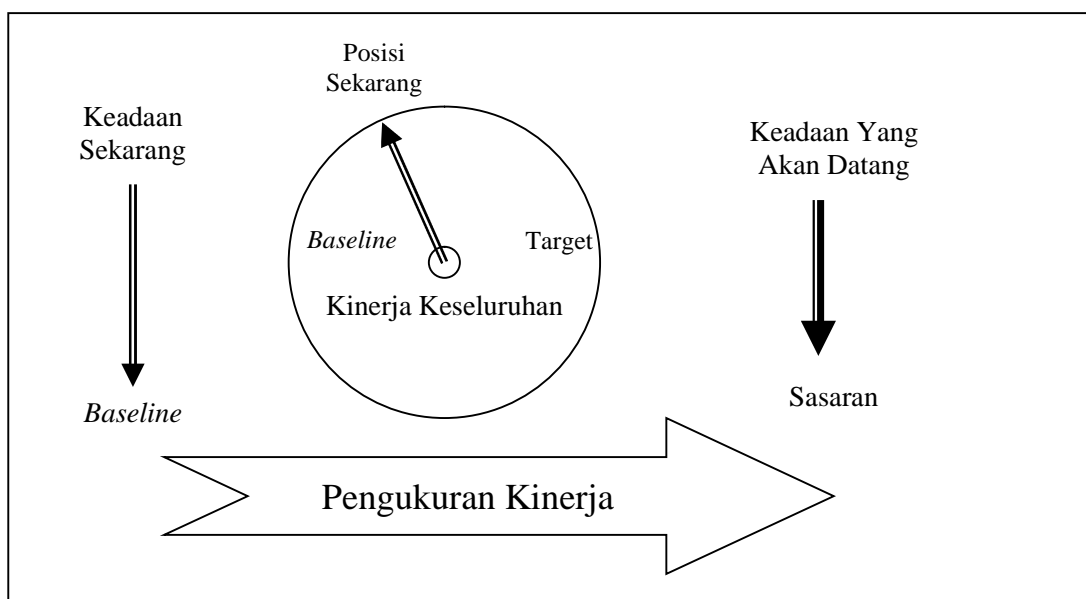 Posisi
Sekarang
Keadaan
Sekarang
Keadaan Yang
Akan Datang
Baseline
Target
Kinerja Keseluruhan
Baseline
Sasaran
Pengukuran Kinerja